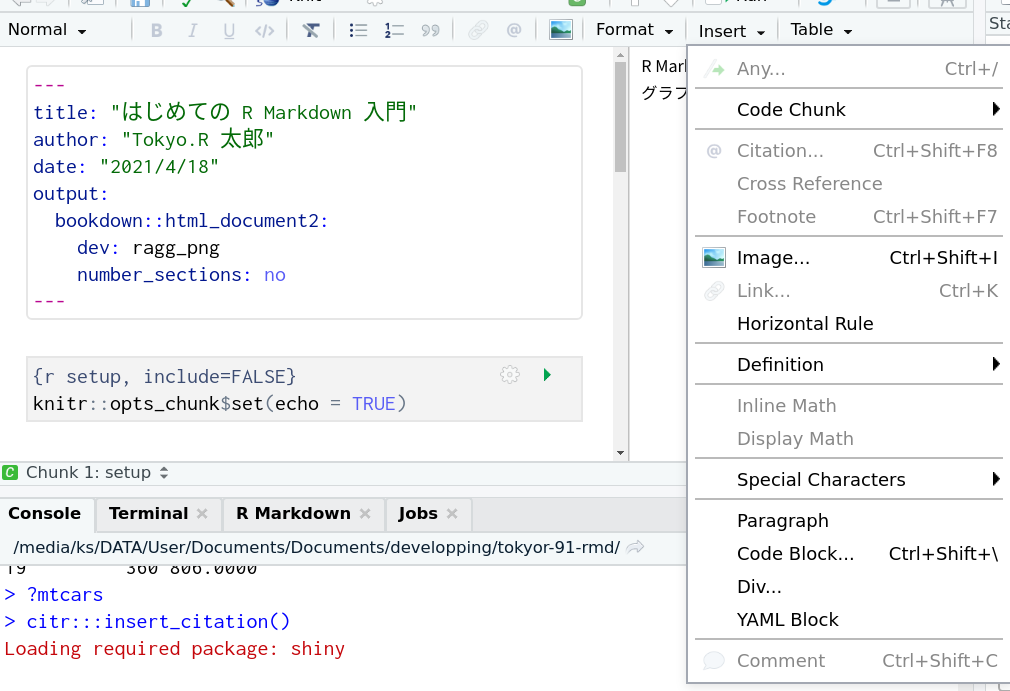 Normal
B I U </> 99 @ Format Insert Table
Sta
---
title: "はじめての R Markdown 入門"
author: "Tokyo.R 太郎"
date: "2021/4/18"
output:
bookdown::html_document2:
dev: ragg_png
number_sections: no
---
{r setup, include=FALSE}
knitr::opts_chunk$set(echo = TRUE)
C Chunk 1: setup
R Mar
グラフ
Any... Ctrl+/
Code Chunk
@ Citation... Ctrl+Shift+F8
Cross Reference
Footnote Ctrl+Shift+F7
Image... Ctrl+Shift+I
Link... Ctrl+K
Horizontal Rule
Definition
Inline Math
Display Math
Special Characters
Paragraph
Code Block... Ctrl+Shift+\
Div...
YAML Block
Comment Ctrl+Shift+C
Console Terminal R Markdown Jobs
/media/ks/DATA/User/Documents/Documents/developping/tokyor-91-rmd/
19 360 806.0000
> ?mtcars
> citr:::insert_citation()
Loading required package: shiny